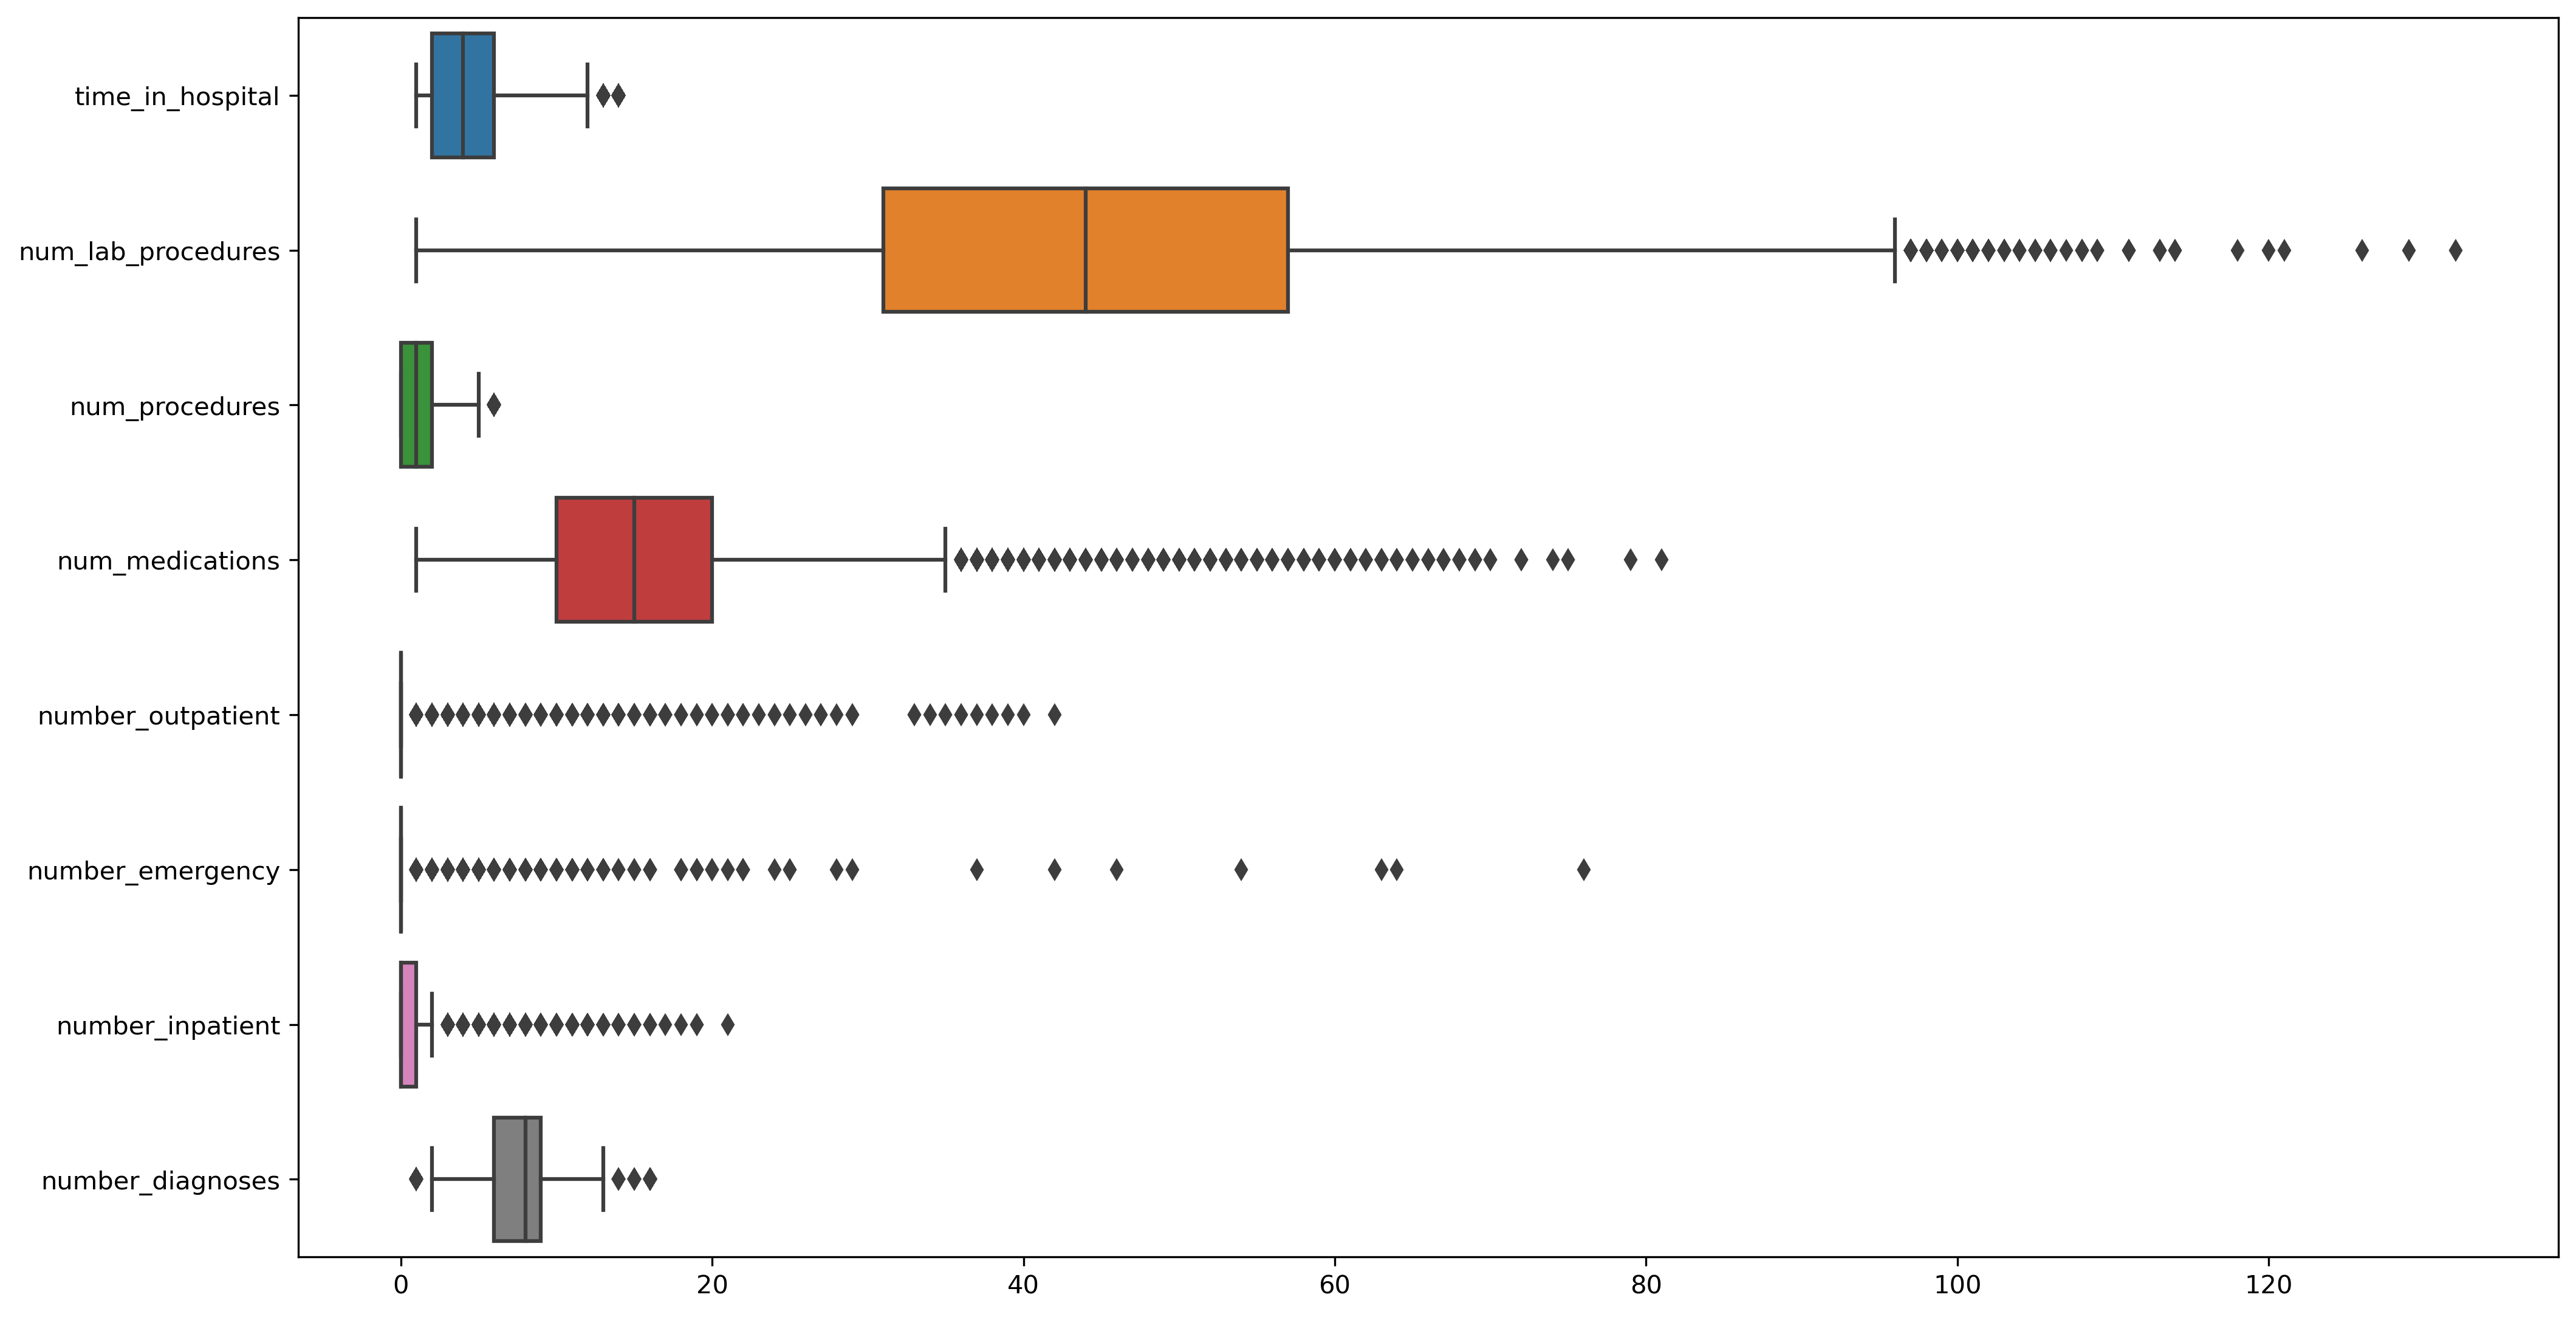 time_in_hospital
num_lab_procedures
num_procedures
num_medications
number_outpatient
number_emergency
number_inpatient
number_diagnoses
0 20 40 60 80 100 120